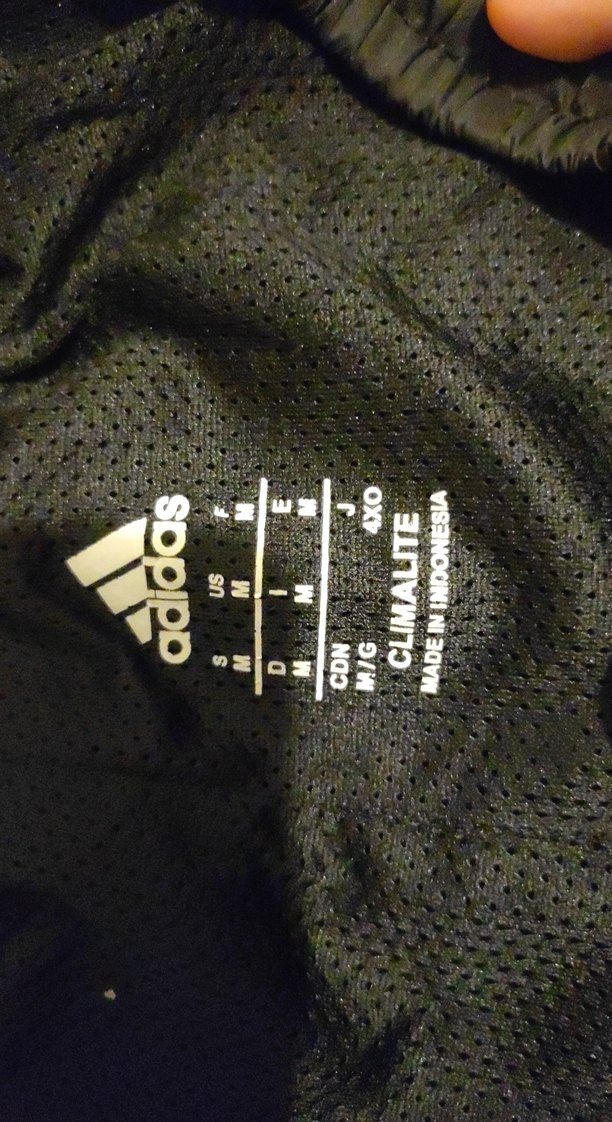 adidas
S US F
M M M
D I E
M M M
CDN J
M/G 4XO
CLIMALITE
MADE IN INDONESIA